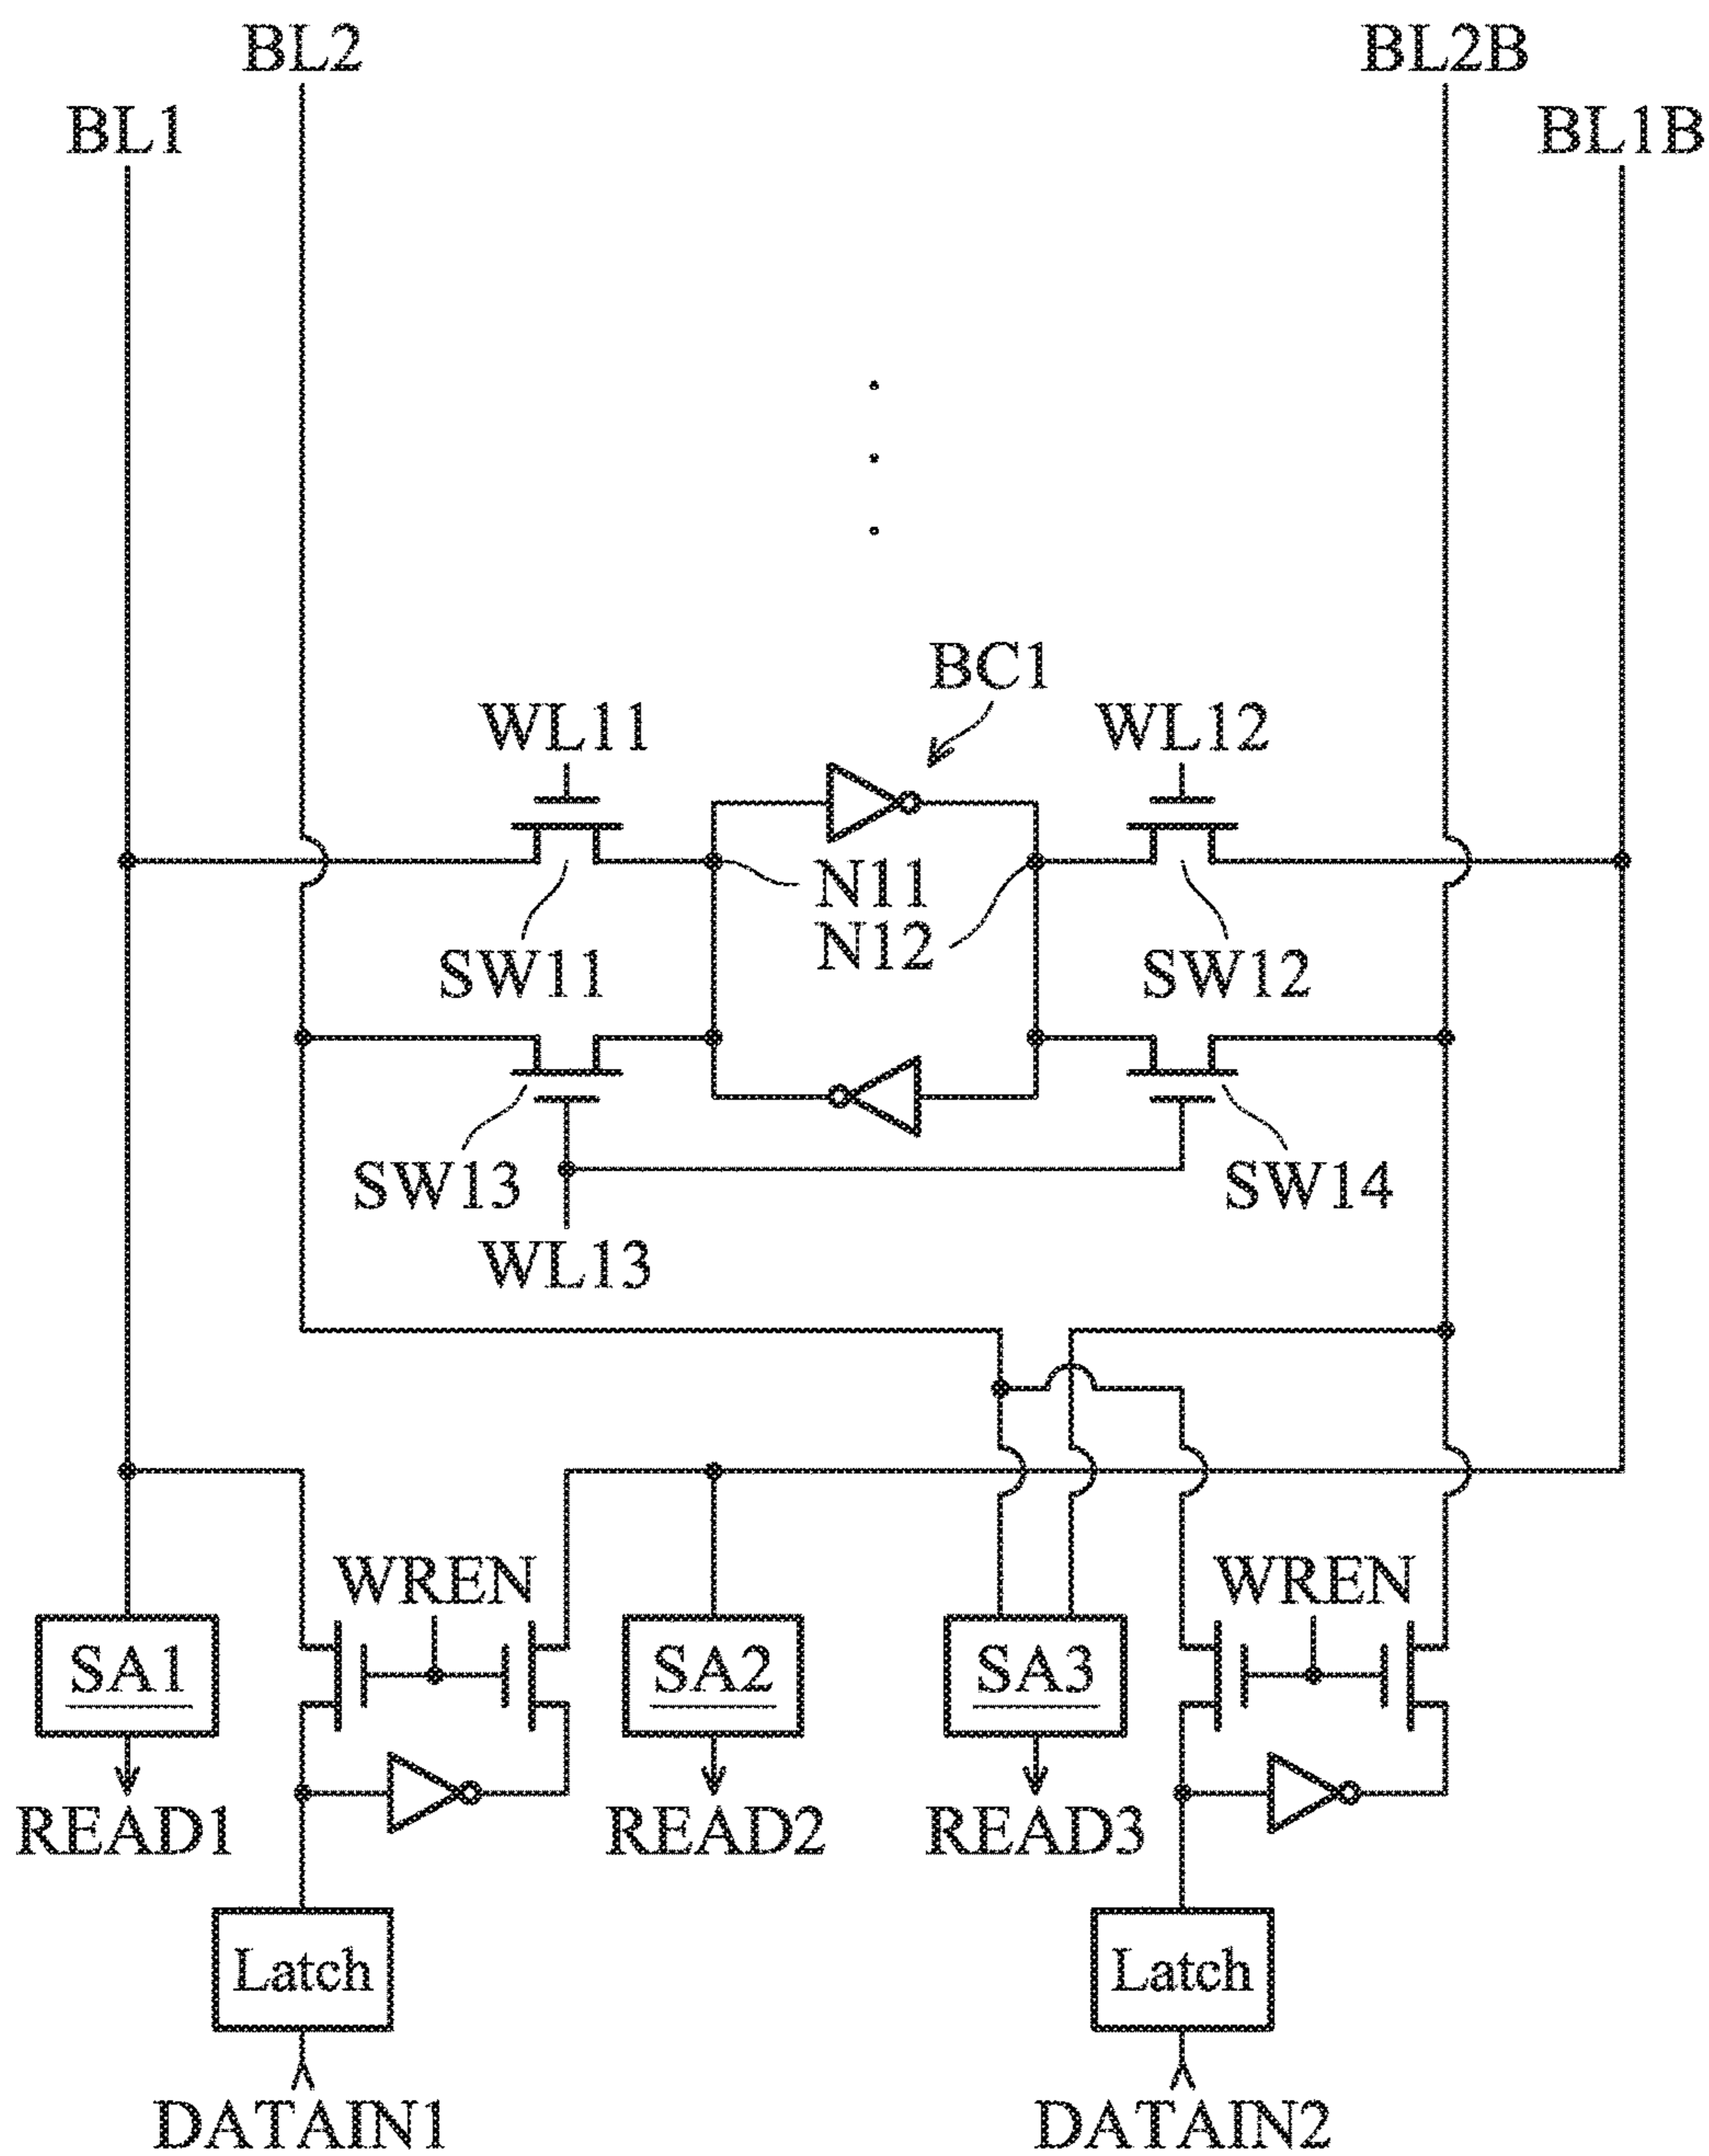 BL2 BL2B
BL1 BL1B
BC1
WL11 WL12
N11
N12
SW11 SW12
SW13 SW14
WL13
WREN WREN
SA1 SA2 SA3
READ1 READ2 READ3
Latch Latch
DATAIN1 DATAIN2